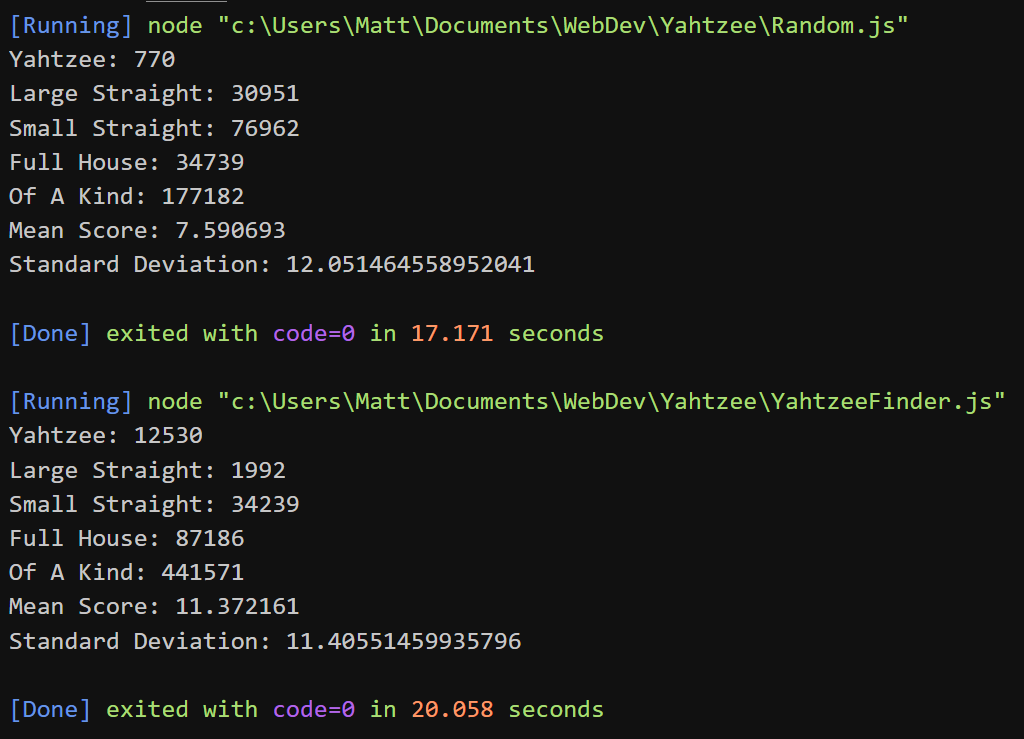 [Running] node "c:\Users\Matt\Documents\WebDev\Yahtzee\Random.js"
Yahtzee: 770
Large Straight: 30951
Small Straight: 76962
Full House: 34739
Of A Kind: 177182
Mean Score: 7.590693
Standard Deviation: 12.051464558952041
[Done] exited with code=0 in 17.171 seconds
[Running] node "c:\Users\Matt\Documents\WebDev\Yahtzee\YahtzeeFinder.js"
Yahtzee: 12530
Large Straight: 1992
Small Straight: 34239
Full House: 87186
Of A Kind: 441571
Mean Score: 11.372161
Standard Deviation: 11.40551459935796
[Done] exited with code=0 in 20.058 seconds